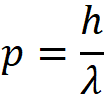 p = h/λ